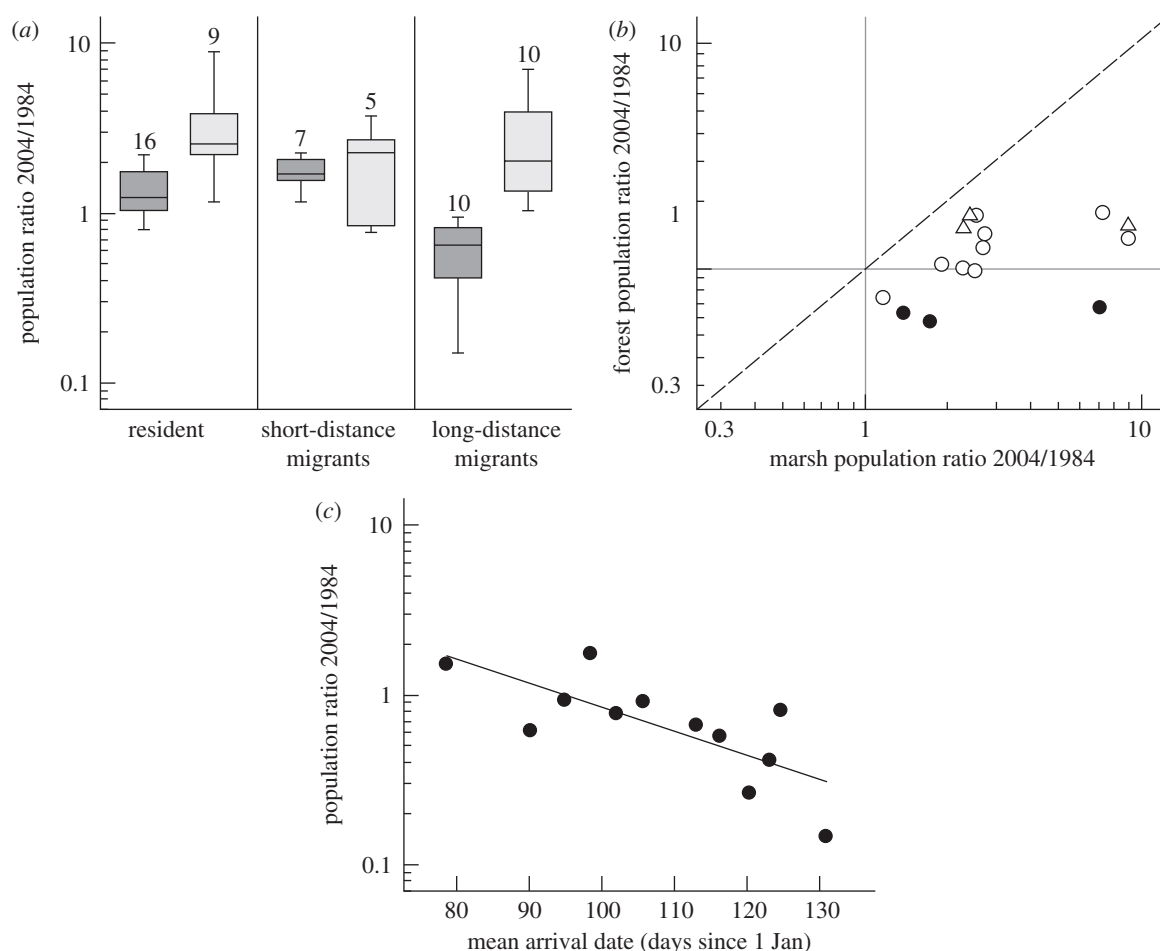 (a)
population ratio 2004/1984
10
1
0.1
16
9
7
5
10
10
resident
short-distance
migrants
long-distance
migrants
(b)
forest population ratio 2004/1984
10
1
0.3
0.3
1
10
marsh population ratio 2004/1984
(c)
population ratio 2004/1984
10
1
0.1
80
90
100
110
120
130
mean arrival date (days since 1 Jan)